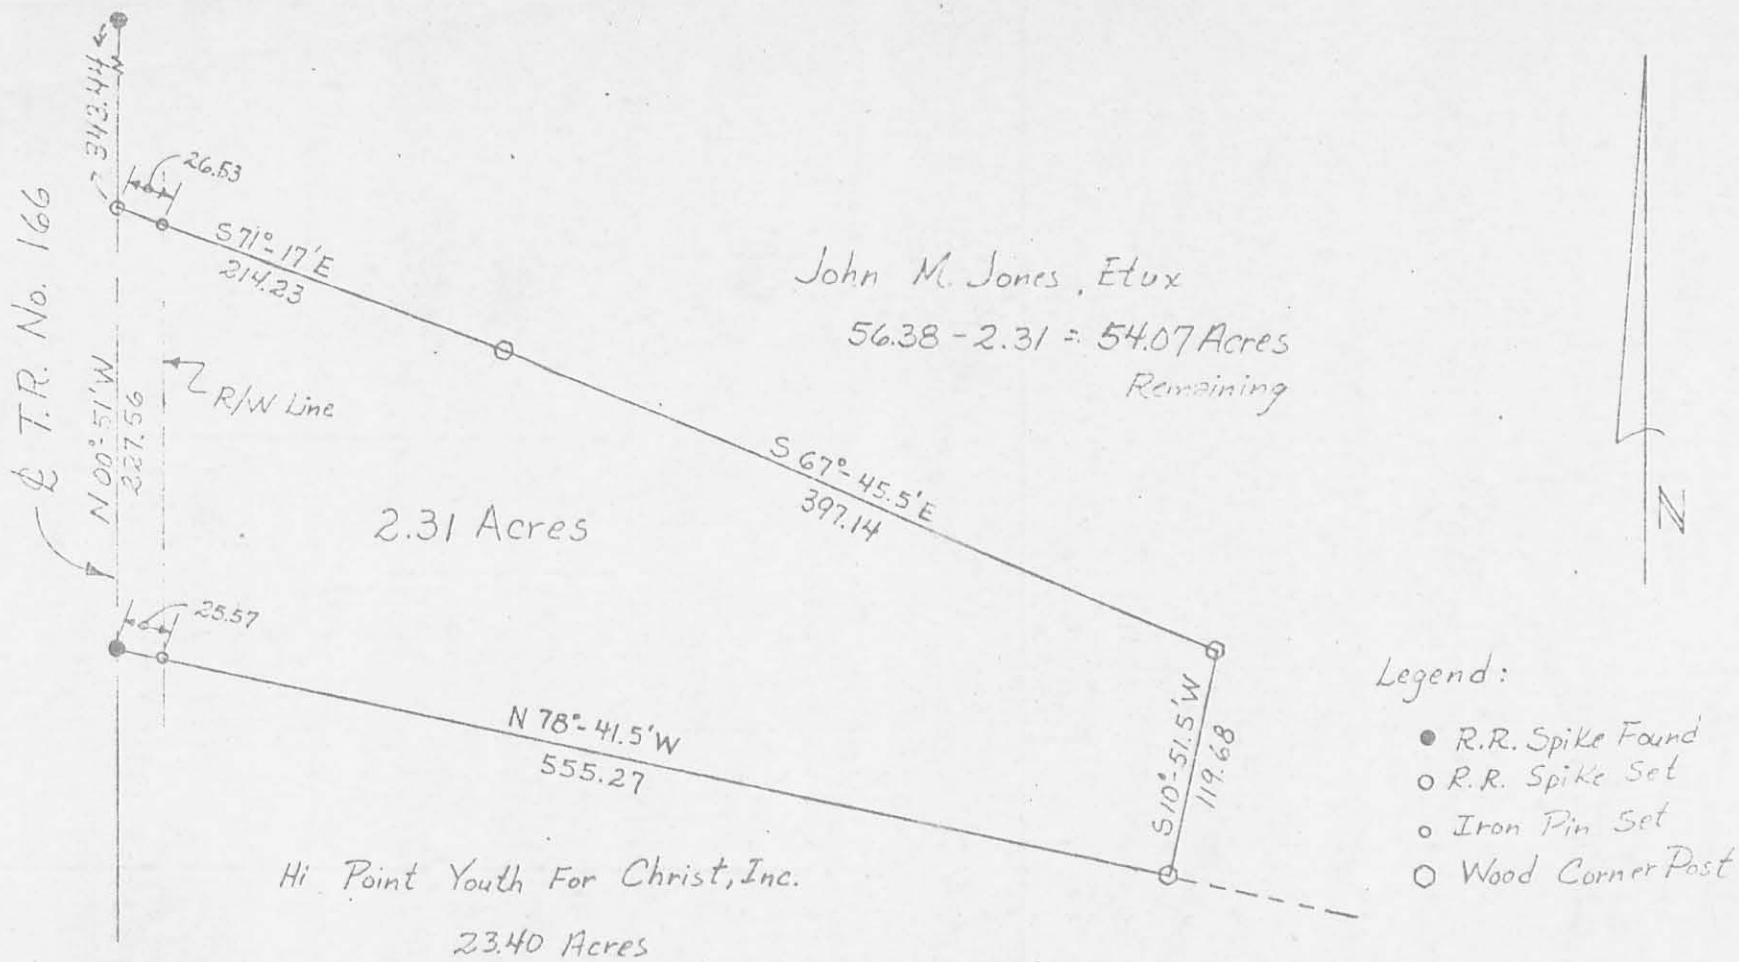 343.44
26.53
S 71°-17'E
214.23
℄ T.R. No. 166
N 00°-51'W
227.56
R/W Line
John M. Jones, Etux
56.38 - 2.31 = 54.07 Acres
Remaining
S 67°-45.5'E
397.14
2.31 Acres
N
25.57
N 78°-41.5'W
555.27
S 10°-51.5'W
119.68
Legend:
R.R. Spike Found
R.R. Spike Set
Iron Pin Set
Wood Corner Post
Hi Point Youth For Christ, Inc.
23.40 Acres